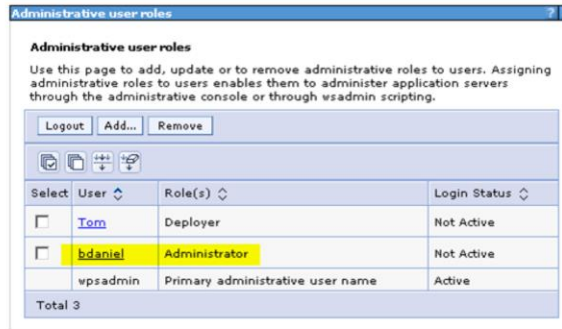 Administrative user roles ?
Administrative user roles
Use this page to add, update or to remove administrative roles to users. Assigning
administrative roles to users enables them to administer application servers
through the administrative console or through wsadmin scripting.
Logout Add... Remove
Select User Role(s) Login Status
Tom Deployer Not Active
bdaniel Administrator Not Active
wpsadmin Primary administrative user name Active
Total 3